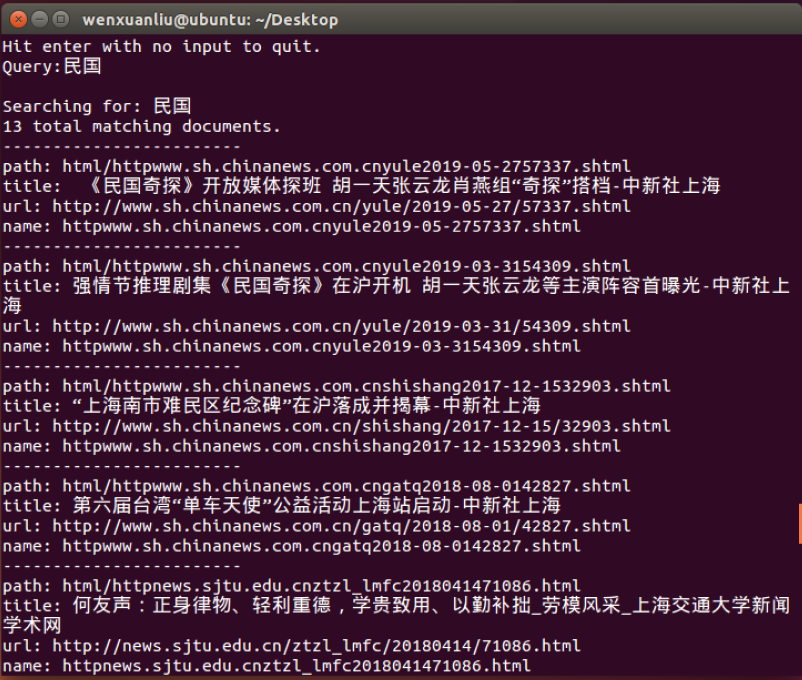 wenxuanliu@ubuntu: ~/Desktop
Hit enter with no input to quit.
Query:民国
Searching for: 民国
13 total matching documents.
------------------------
path: html/httpwww.sh.chinanews.com.cnyule2019-05-2757337.shtml
title:  《民国奇探》开放媒体探班 胡一天张云龙肖燕组“奇探”搭档-中新社上海
url: http://www.sh.chinanews.com.cn/yule/2019-05-27/57337.shtml
name: httpwww.sh.chinanews.com.cnyule2019-05-2757337.shtml
------------------------
path: html/httpwww.sh.chinanews.com.cnyule2019-03-3154309.shtml
title: 强情节推理剧集《民国奇探》在沪开机 胡一天张云龙等主演阵容首曝光-中新社上
海
url: http://www.sh.chinanews.com.cn/yule/2019-03-31/54309.shtml
name: httpwww.sh.chinanews.com.cnyule2019-03-3154309.shtml
------------------------
path: html/httpwww.sh.chinanews.com.cnshishang2017-12-1532903.shtml
title: “上海南市难民区纪念碑”在沪落成并揭幕-中新社上海
url: http://www.sh.chinanews.com.cn/shishang/2017-12-15/32903.shtml
name: httpwww.sh.chinanews.com.cnshishang2017-12-1532903.shtml
------------------------
path: html/httpwww.sh.chinanews.com.cngatq2018-08-0142827.shtml
title: 第六届台湾“单车天使”公益活动上海站启动-中新社上海
url: http://www.sh.chinanews.com.cn/gatq/2018-08-01/42827.shtml
name: httpwww.sh.chinanews.com.cngatq2018-08-0142827.shtml
------------------------
path: html/httpnews.sjtu.edu.cnztzl_lmfc2018041471086.html
title: 何友声：正身律物、轻利重德，学贵致用、以勤补拙_劳模风采_上海交通大学新闻
学术网
url: http://news.sjtu.edu.cn/ztzl_lmfc/20180414/71086.html
name: httpnews.sjtu.edu.cnztzl_lmfc2018041471086.html